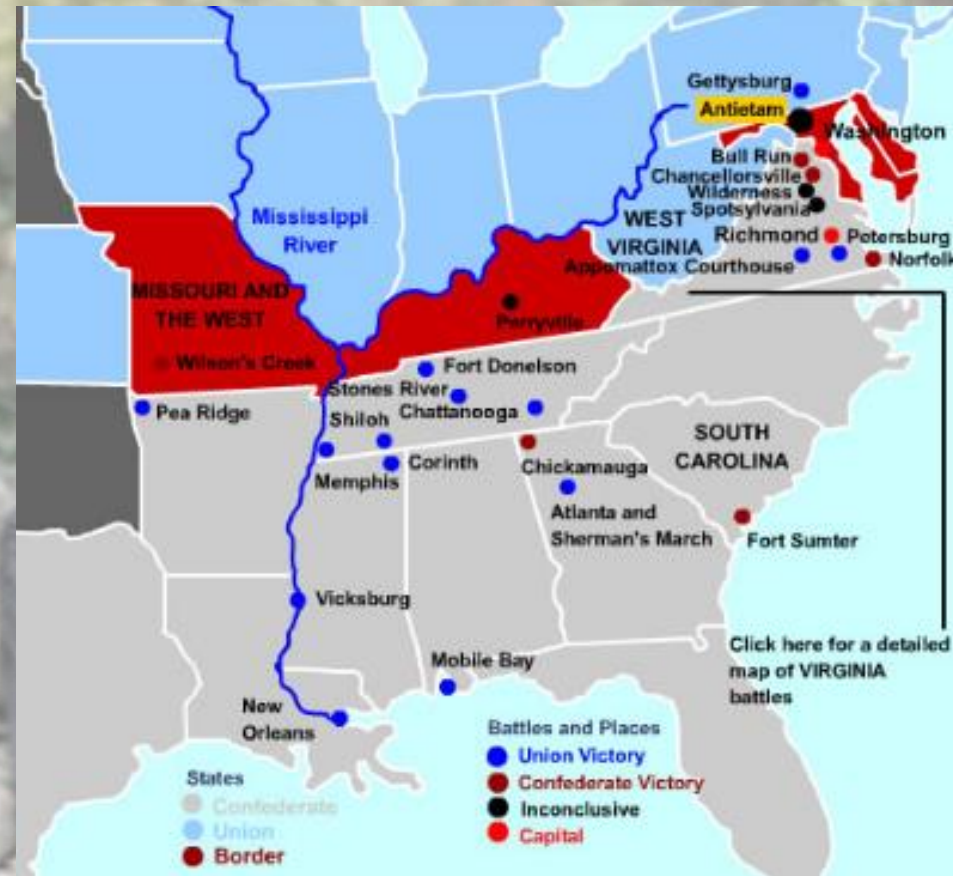 Gettysburg
Antietam
Washington
Bull Run
Chancellorsville
Wilderness
Spotsylvania
WEST
VIRGINIA
Richmond
Petersburg
Appomattox Courthouse
Norfolk
Mississippi
River
MISSOURI AND
THE WEST
Perryville
Wilson's Creek
Fort Donelson
Stones River
Pea Ridge
Shiloh
Chattanooga
SOUTH
CAROLINA
Memphis
Corinth
Chickamauga
Atlanta and
Sherman's March
Fort Sumter
Vicksburg
Click here for a detailed
map of VIRGINIA
battles
Mobile Bay
New
Orleans
Battles and Places
Union Victory
Confederate Victory
Inconclusive
Capital
States
Confederate
Union
Border